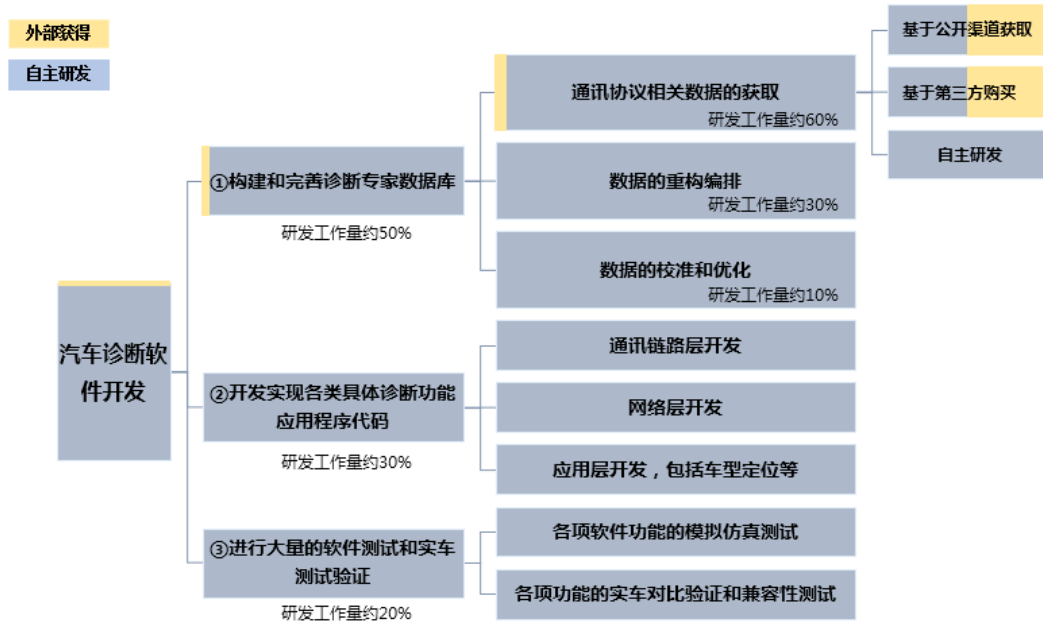 外部获得
自主研发
汽车诊断软
件开发
①构建和完善诊断专家数据库
研发工作量约50%
通讯协议相关数据的获取
研发工作量约60%
基于公开渠道获取
基于第三方购买
自主研发
数据的重构编排
研发工作量约30%
数据的校准和优化
研发工作量约10%
②开发实现各类具体诊断功能
应用程序代码
研发工作量约30%
通讯链路层开发
网络层开发
应用层开发，包括车型定位等
③进行大量的软件测试和实车
测试验证
研发工作量约20%
各项软件功能的模拟仿真测试
各项功能的实车对比验证和兼容性测试